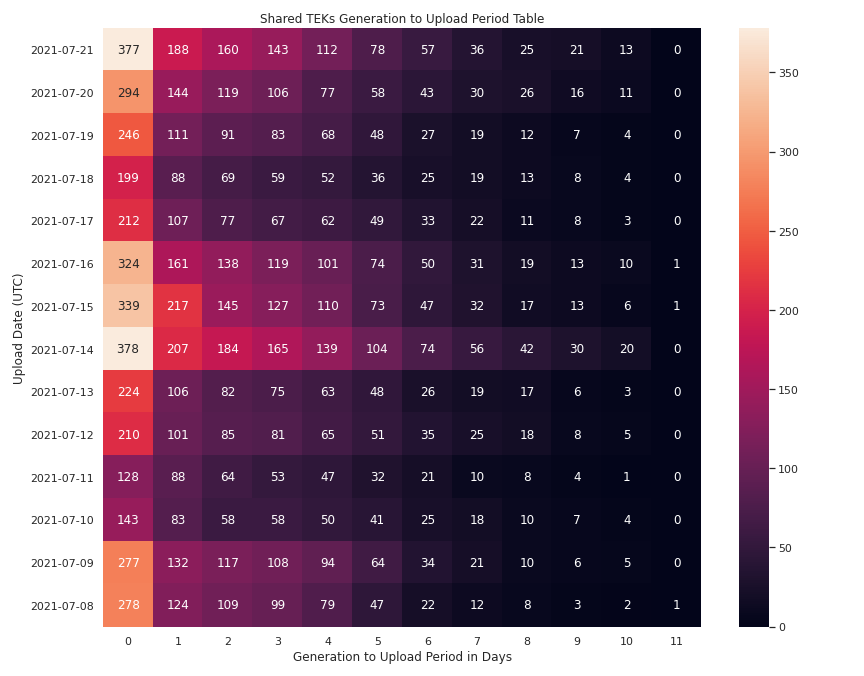 Shared TEKs Generation to Upload Period Table
Upload Date (UTC)
2021-07-21 377 188 160 143 112 78 57 36 25 21 13 0
2021-07-20 294 144 119 106 77 58 43 30 26 16 11 0
2021-07-19 246 111 91 83 68 48 27 19 12 7 4 0
2021-07-18 199 88 69 59 52 36 25 19 13 8 4 0
2021-07-17 212 107 77 67 62 49 33 22 11 8 3 0
2021-07-16 324 161 138 119 101 74 50 31 19 13 10 1
2021-07-15 339 217 145 127 110 73 47 32 17 13 6 1
2021-07-14 378 207 184 165 139 104 74 56 42 30 20 0
2021-07-13 224 106 82 75 63 48 26 19 17 6 3 0
2021-07-12 210 101 85 81 65 51 35 25 18 8 5 0
2021-07-11 128 88 64 53 47 32 21 10 8 4 1 0
2021-07-10 143 83 58 58 50 41 25 18 10 7 4 0
2021-07-09 277 132 117 108 94 64 34 21 10 6 5 0
2021-07-08 278 124 109 99 79 47 22 12 8 3 2 1
0 1 2 3 4 5 6 7 8 9 10 11
Generation to Upload Period in Days
350
300
250
200
150
100
50
0